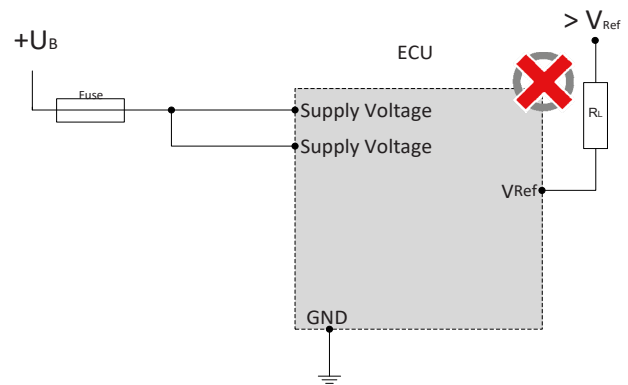 > VRef
+UB
ECU
Fuse
Supply Voltage
RL
Supply Voltage
VRef
GND